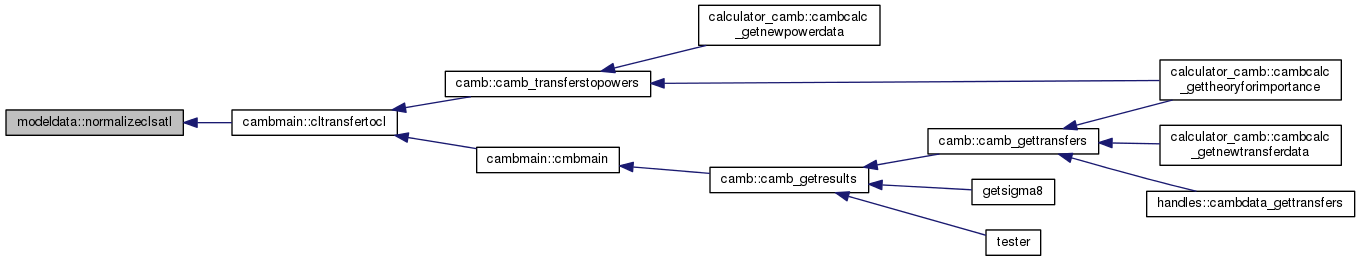 modeldata::normalizeclsatl
cambmain::cltransfertocl
camb::camb_transferstopowers
calculator_camb::cambcalc
_getnewpowerdata
cambmain::cmbmain
camb::camb_getresults
camb::camb_gettransfers
calculator_camb::cambcalc
_gettheoryforimportance
calculator_camb::cambcalc
_getnewtransferdata
handles::cambdata_gettransfers
getsigma8
tester